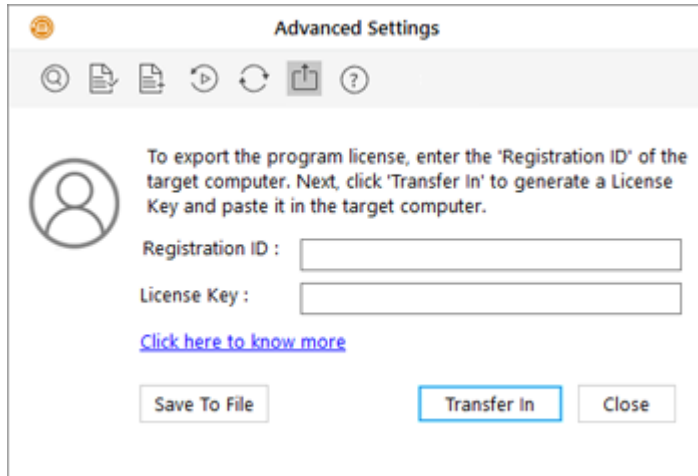 Advanced Settings
To export the program license, enter the 'Registration ID' of the
target computer. Next, click 'Transfer In' to generate a License
Key and paste it in the target computer.
Registration ID :
License Key :
Click here to know more
Save To File
Transfer In
Close